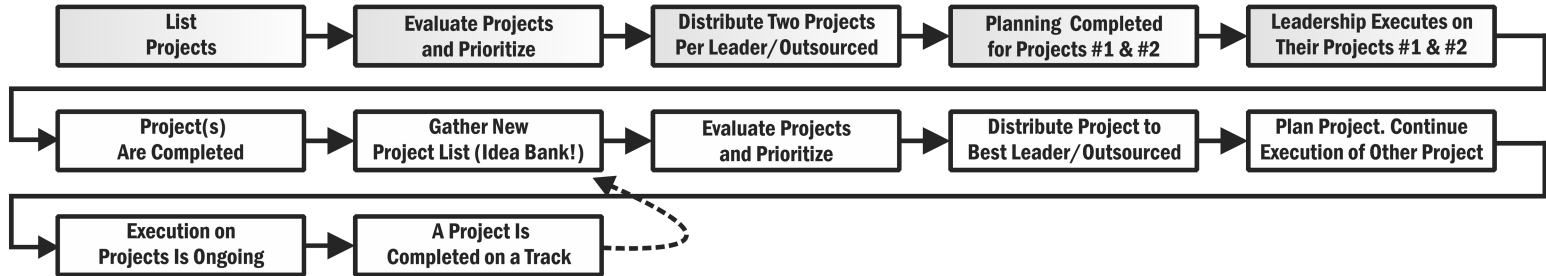 List
Projects
Evaluate Projects
and Prioritize
Distribute Two Projects
Per Leader/Outsourced
Planning Completed
for Projects #1 & #2
Leadership Executes on
Their Projects #1 & #2
Project(s)
Are Completed
Gather New
Project List (Idea Bank!)
Evaluate Projects
and Prioritize
Distribute Project to
Best Leader/Outsourced
Plan Project. Continue
Execution of Other Project
Execution on
Projects Is Ongoing
A Project Is
Completed on a Track